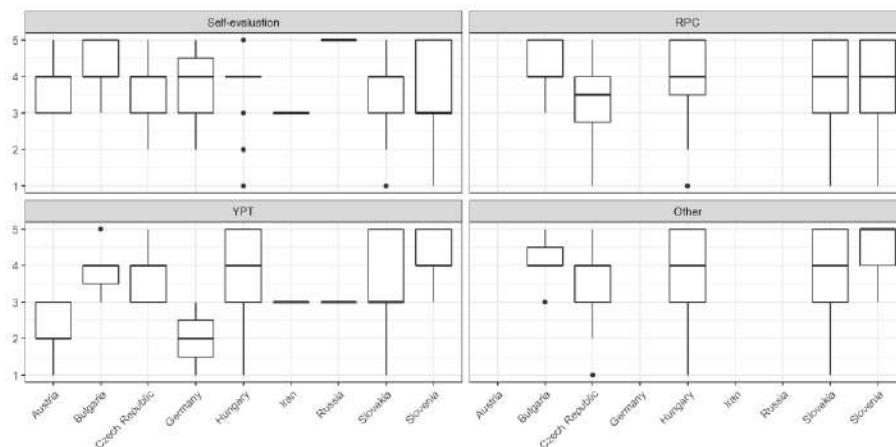 Self-evaluation
RPC
5
4
3
2
1
YPT
Other
5
4
3
2
1
Austria
Bulgaria
Czech Republic
Germany
Hungary
Iran
Russia
Slovakia
Slovenia
Austria
Bulgaria
Czech Republic
Germany
Hungary
Iran
Russia
Slovakia
Slovenia